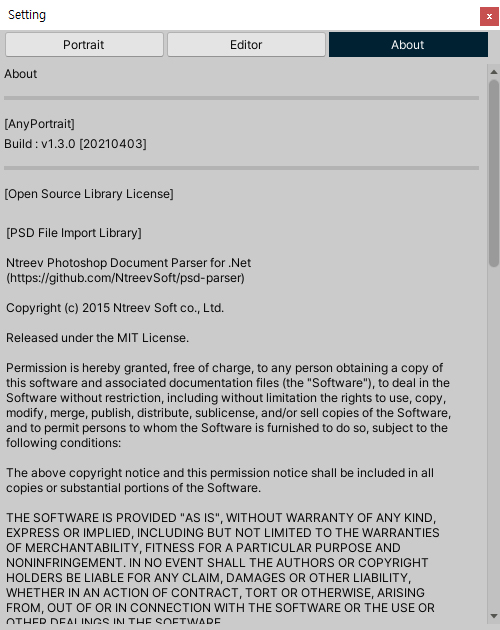 Setting
x
Portrait
Editor
About
About
[AnyPortrait]
Build : v1.3.0 [20210403]
[Open Source Library License]
[PSD File Import Library]
Ntreev Photoshop Document Parser for .Net
(https://github.com/NtreevSoft/psd-parser)
Copyright (c) 2015 Ntreev Soft co., Ltd.
Released under the MIT License.
Permission is hereby granted, free of charge, to any person obtaining a copy of
this software and associated documentation files (the "Software"), to deal in the
Software without restriction, including without limitation the rights to use, copy,
modify, merge, publish, distribute, sublicense, and/or sell copies of the Software,
and to permit persons to whom the Software is furnished to do so, subject to the
following conditions:
The above copyright notice and this permission notice shall be included in all
copies or substantial portions of the Software.
THE SOFTWARE IS PROVIDED "AS IS", WITHOUT WARRANTY OF ANY KIND,
EXPRESS OR IMPLIED, INCLUDING BUT NOT LIMITED TO THE WARRANTIES
OF MERCHANTABILITY, FITNESS FOR A PARTICULAR PURPOSE AND
NONINFRINGEMENT. IN NO EVENT SHALL THE AUTHORS OR COPYRIGHT
HOLDERS BE LIABLE FOR ANY CLAIM, DAMAGES OR OTHER LIABILITY,
WHETHER IN AN ACTION OF CONTRACT, TORT OR OTHERWISE, ARISING
FROM, OUT OF OR IN CONNECTION WITH THE SOFTWARE OR THE USE OR
OTHER DEALINGS IN THE SOFTWARE.